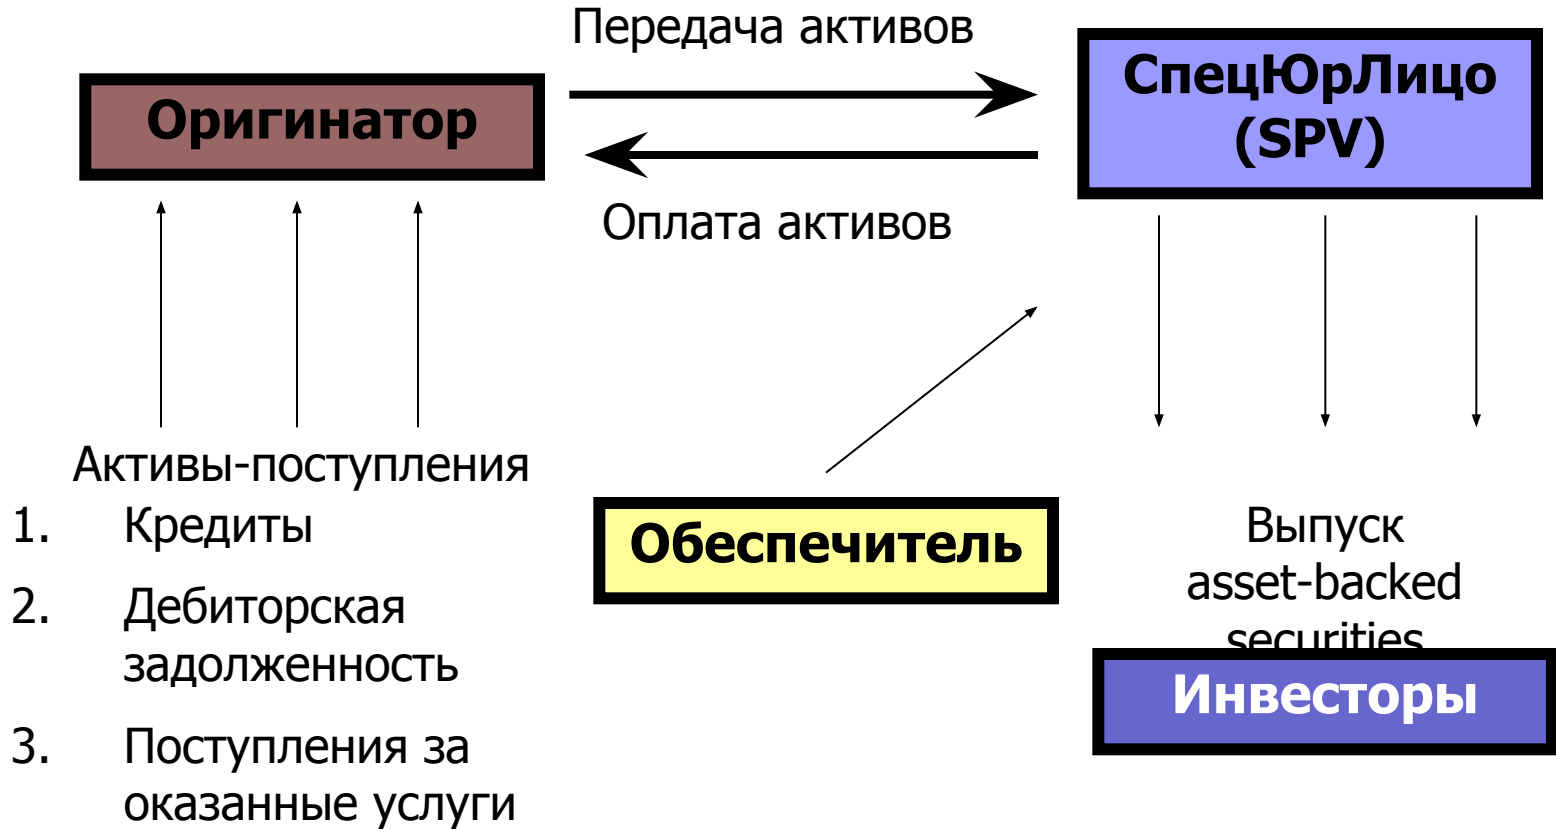 Передача активов
Оригинатор
СпецЮрЛицо
(SPV)
Оплата активов
Активы-поступления
1. Кредиты
2. Дебиторская
задолженность
3. Поступления за
оказанные услуги
Обеспечитель
Выпуск
asset-backed
securities
Инвесторы